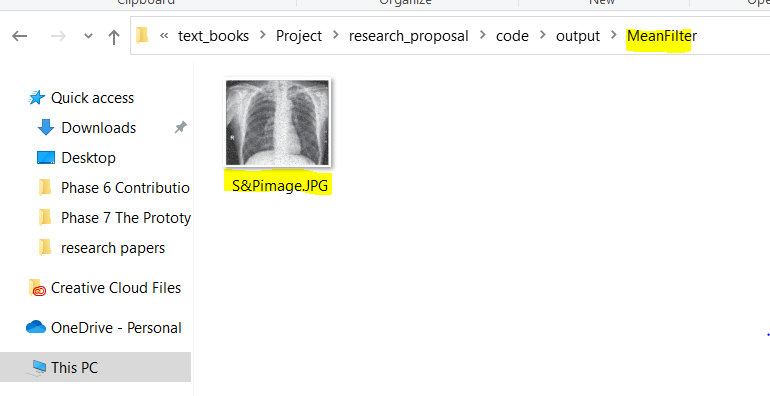 Clipboard Organize New
« text_books > Project > research_proposal > code > output > MeanFilter
Quick access
Downloads
Desktop
Phase 6 Contributio
Phase 7 The Prototy
research papers
Creative Cloud Files
OneDrive - Personal
This PC
S&Pimage.JPG